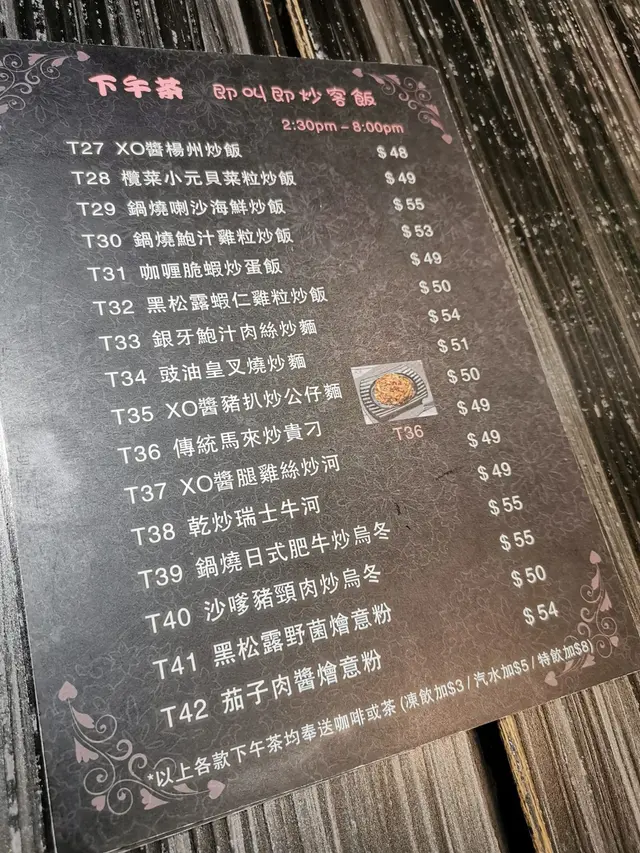 下午茶 即叫即炒客飯
2:30pm – 8:00pm
T27 XO醬楊州炒飯 $48
T28 欖菜小元貝菜粒炒飯 $49
T29 鍋燒喇沙海鮮炒飯 $55
T30 鍋燒鮑汁雞粒炒飯 $53
T31 咖喱脆蝦炒蛋飯 $49
T32 黑松露蝦仁雞粒炒飯 $50
T33 銀牙鮑汁肉絲炒麵 $54
T34 豉油皇叉燒炒麵 $51
T35 XO醬豬扒炒公仔麵 $50
T36 傳統馬來炒貴刁 $49
T36
T37 XO醬腿雞絲炒河 $49
T38 乾炒瑞士牛河 $49
T39 鍋燒日式肥牛炒烏冬 $55
T40 沙嗲豬頸肉炒烏冬 $55
T41 黑松露野菌燴意粉 $50
T42 茄子肉醬燴意粉 $54
*以上各款下午茶均奉送咖啡或茶 (凍飲加$3 / 汽水加$5 / 特飲加$8)